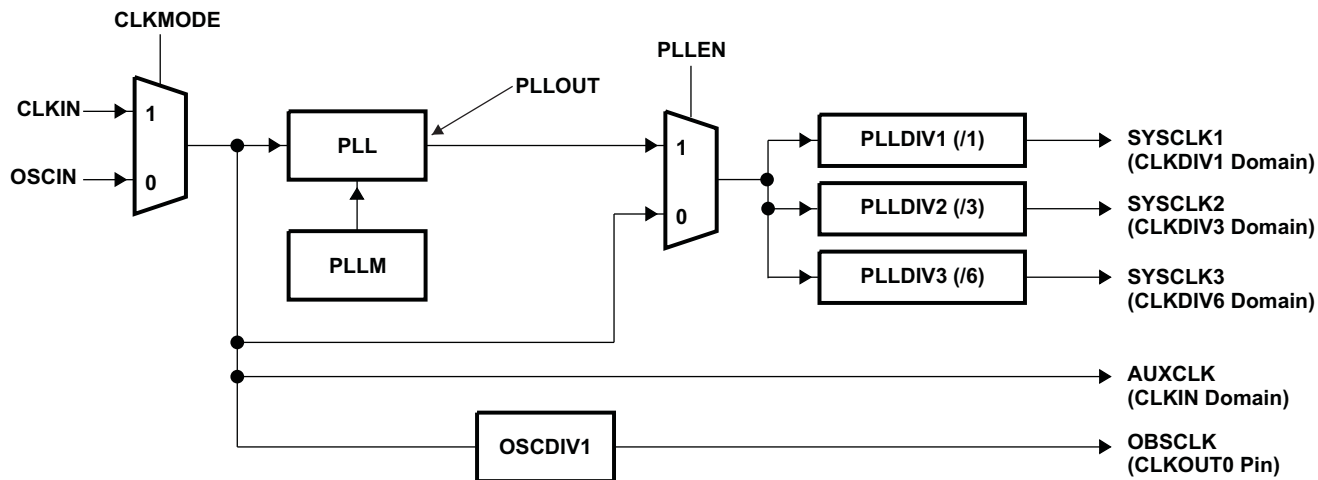 CLKMODE
PLLEN
PLLOUT
CLKIN
1
OSCIN
0
PLL
PLLM
1
0
PLLDIV1 (/1)
SYSCLK1
(CLKDIV1 Domain)
PLLDIV2 (/3)
SYSCLK2
(CLKDIV3 Domain)
PLLDIV3 (/6)
SYSCLK3
(CLKDIV6 Domain)
AUXCLK
(CLKIN Domain)
OSCDIV1
OBSCLK
(CLKOUT0 Pin)